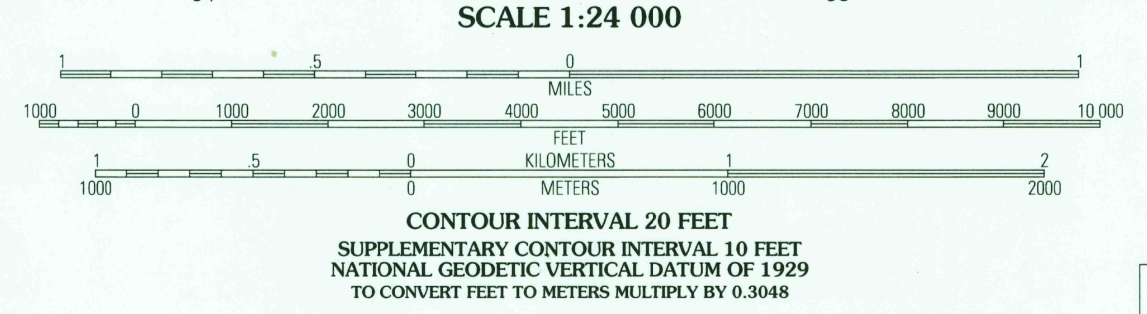 SCALE 1:24 000
1 .5 0 1
MILES
1000 0 1000 2000 3000 4000 5000 6000 7000 8000 9000 10 000
FEET
1 .5 0 KILOMETERS 1 2
1000 0 METERS 1000 2000
CONTOUR INTERVAL 20 FEET
SUPPLEMENTARY CONTOUR INTERVAL 10 FEET
NATIONAL GEODETIC VERTICAL DATUM OF 1929
TO CONVERT FEET TO METERS MULTIPLY BY 0.3048